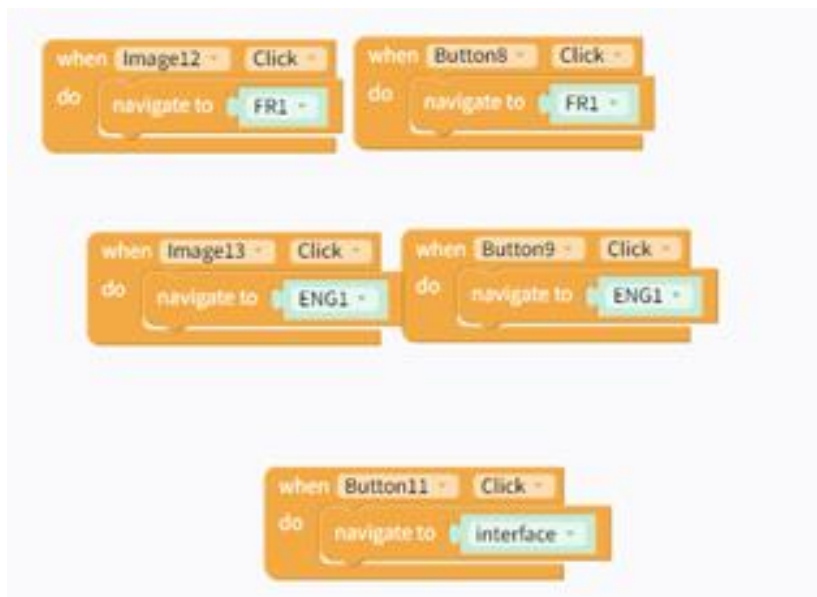 when Image12 Click
do navigate to FR1
when Button8 Click
do navigate to FR1
when Image13 Click
do navigate to ENG1
when Button9 Click
do navigate to ENG1
when Button11 Click
do navigate to interface